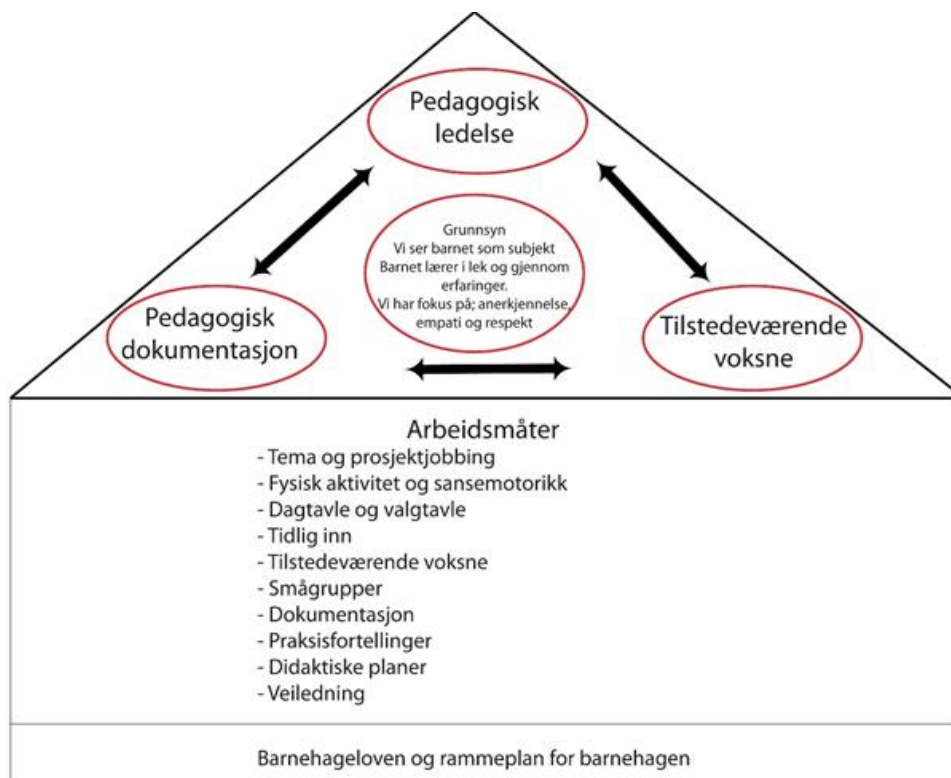 Pedagogisk
ledelse
Grunnsyn
Vi ser barnet som subjekt
Barnet lærer i lek og gjennom
erfaringer.
Vi har fokus på; anerkjennelse,
empati og respekt
Pedagogisk
dokumentasjon
Tilstedeværende
voksne
Arbeidsmåter
- Tema og prosjektjobbing
- Fysisk aktivitet og sansemotorikk
- Dagtavle og valgtavle
- Tidlig inn
- Tilstedeværende voksne
- Smågrupper
- Dokumentasjon
- Praksisfortellinger
- Didaktiske planer
- Veiledning
Barnehageloven og rammeplan for barnehagen